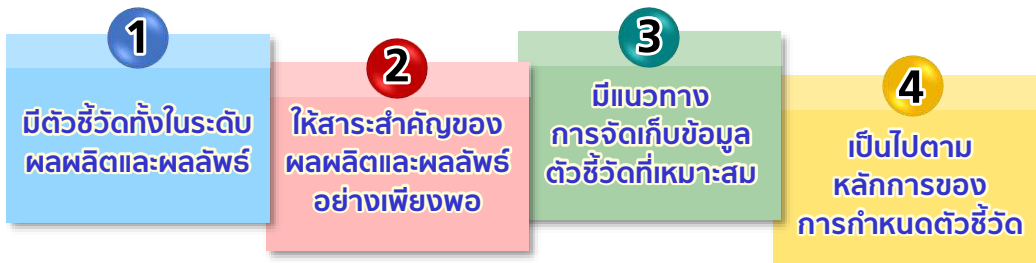 1
มีตัวชี้วัดทั้งในระดับ
ผลผลิตและผลลัพธ์
2
ให้สาระสำคัญของ
ผลผลิตและผลลัพธ์
อย่างเพียงพอ
3
มีแนวทาง
การจัดเก็บข้อมูล
ตัวชี้วัดที่เหมาะสม
4
เป็นไปตาม
หลักการของ
การกำหนดตัวชี้วัด